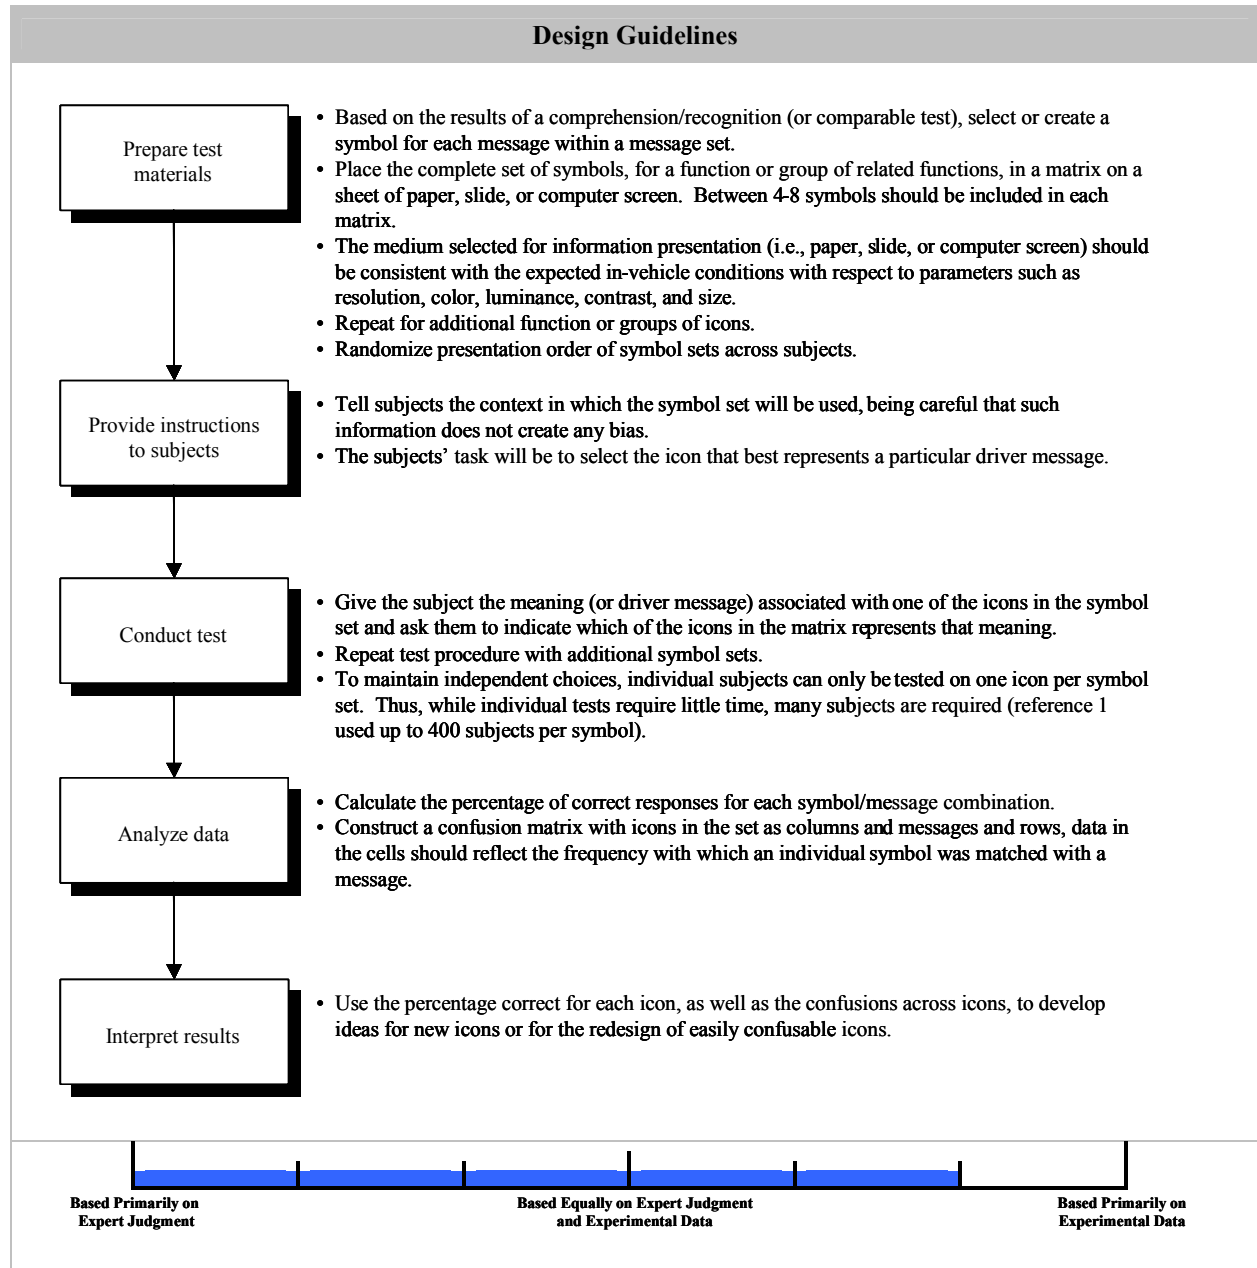 Design Guidelines
Prepare test
materials
• Based on the results of a comprehension/recognition (or comparable test), select or create a
symbol for each message within a message set.
• Place the complete set of symbols, for a function or group of related functions, in a matrix on a
sheet of paper, slide, or computer screen.  Between 4-8 symbols should be included in each
matrix.
• The medium selected for information presentation (i.e., paper, slide, or computer screen) should
be consistent with the expected in-vehicle conditions with respect to parameters such as
resolution, color, luminance, contrast, and size.
• Repeat for additional function or groups of icons.
• Randomize presentation order of symbol sets across subjects.
Provide instructions
to subjects
• Tell subjects the context in which the symbol set will be used, being careful that such
information does not create any bias.
• The subjects’ task will be to select the icon that best represents a particular driver message.
Conduct test
• Give the subject the meaning (or driver message) associated with one of the icons in the symbol
set and ask them to indicate which of the icons in the matrix represents that meaning.
• Repeat test procedure with additional symbol sets.
• To maintain independent choices, individual subjects can only be tested on one icon per symbol
set.  Thus, while individual tests require little time, many subjects are required (reference 1
used up to 400 subjects per symbol).
Analyze data
• Calculate the percentage of correct responses for each symbol/message combination.
• Construct a confusion matrix with icons in the set as columns and messages and rows, data in
the cells should reflect the frequency with which an individual symbol was matched with a
message.
Interpret results
• Use the percentage correct for each icon, as well as the confusions across icons, to develop
ideas for new icons or for the redesign of easily confusable icons.
Based Primarily on
Expert Judgment
Based Equally on Expert Judgment
and Experimental Data
Based Primarily on
Experimental Data